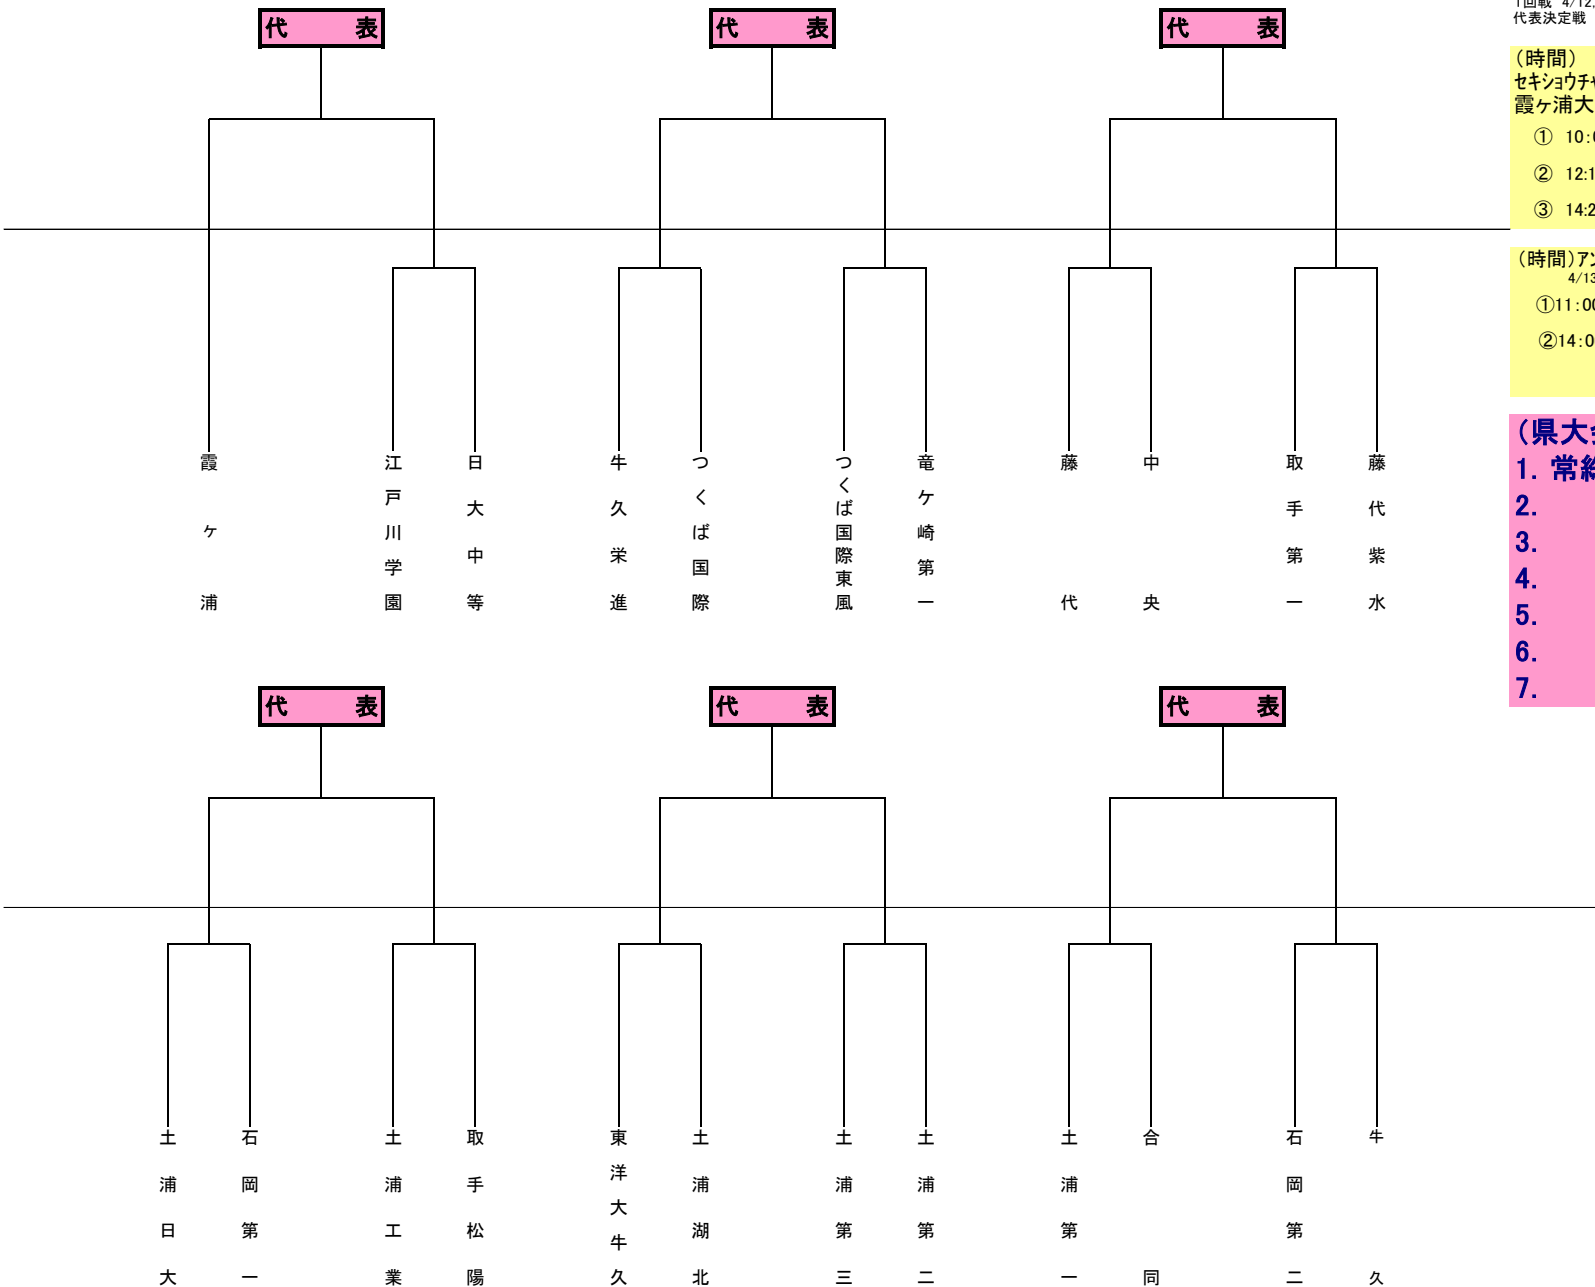 代 表
代 表
代 表
1回戦 4/12,
代表決定戦
(時間)
セキショウチャ
霞ヶ浦大
① 10:0
② 12:1
③ 14:2
(時間)ア
4/13
①11:00
②14:0
(県大会
1. 常総
2.
3.
4.
5.
6.
7.
霞ヶ浦
江戸川学園
日大中等
牛久栄進
つくば国際
つくば国際東風
竜ケ崎第一
藤代
中央
取手第一
藤代紫水
代 表
代 表
代 表
土浦日大
石岡第一
土浦工業
取手松陽
東洋大牛久
土浦湖北
土浦第三
土浦第二
土浦第一
合同
石岡第二
牛久